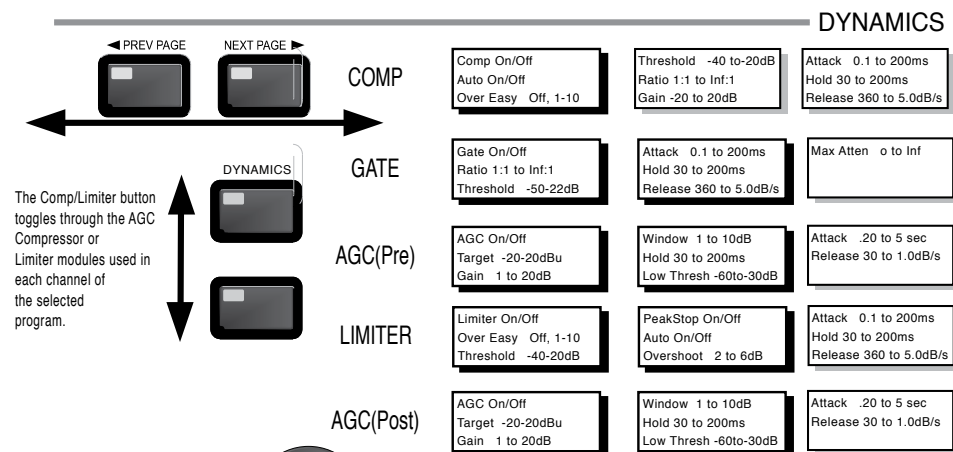 DYNAMICS
◄ PREV PAGE
NEXT PAGE ►
COMP
Comp On/Off
Auto On/Off
Over Easy Off, 1-10
Threshold -40 to-20dB
Ratio 1:1 to Inf:1
Gain -20 to 20dB
Attack 0.1 to 200ms
Hold 30 to 200ms
Release 360 to 5.0dB/s
DYNAMICS
The Comp/Limiter button
toggles through the AGC
Compressor or
Limiter modules used in
each channel of
the selected
program.
GATE
Gate On/Off
Ratio 1:1 to Inf:1
Threshold -50-22dB
Attack 0.1 to 200ms
Hold 30 to 200ms
Release 360 to 5.0dB/s
Max Atten o to Inf
AGC(Pre)
AGC On/Off
Target -20-20dBu
Gain 1 to 20dB
Window 1 to 10dB
Hold 30 to 200ms
Low Thresh -60to-30dB
Attack .20 to 5 sec
Release 30 to 1.0dB/s
LIMITER
Limiter On/Off
Over Easy Off, 1-10
Threshold -40-20dB
PeakStop On/Off
Auto On/Off
Overshoot 2 to 6dB
Attack 0.1 to 200ms
Hold 30 to 200ms
Release 360 to 5.0dB/s
AGC(Post)
AGC On/Off
Target -20-20dBu
Gain 1 to 20dB
Window 1 to 10dB
Hold 30 to 200ms
Low Thresh -60to-30dB
Attack .20 to 5 sec
Release 30 to 1.0dB/s